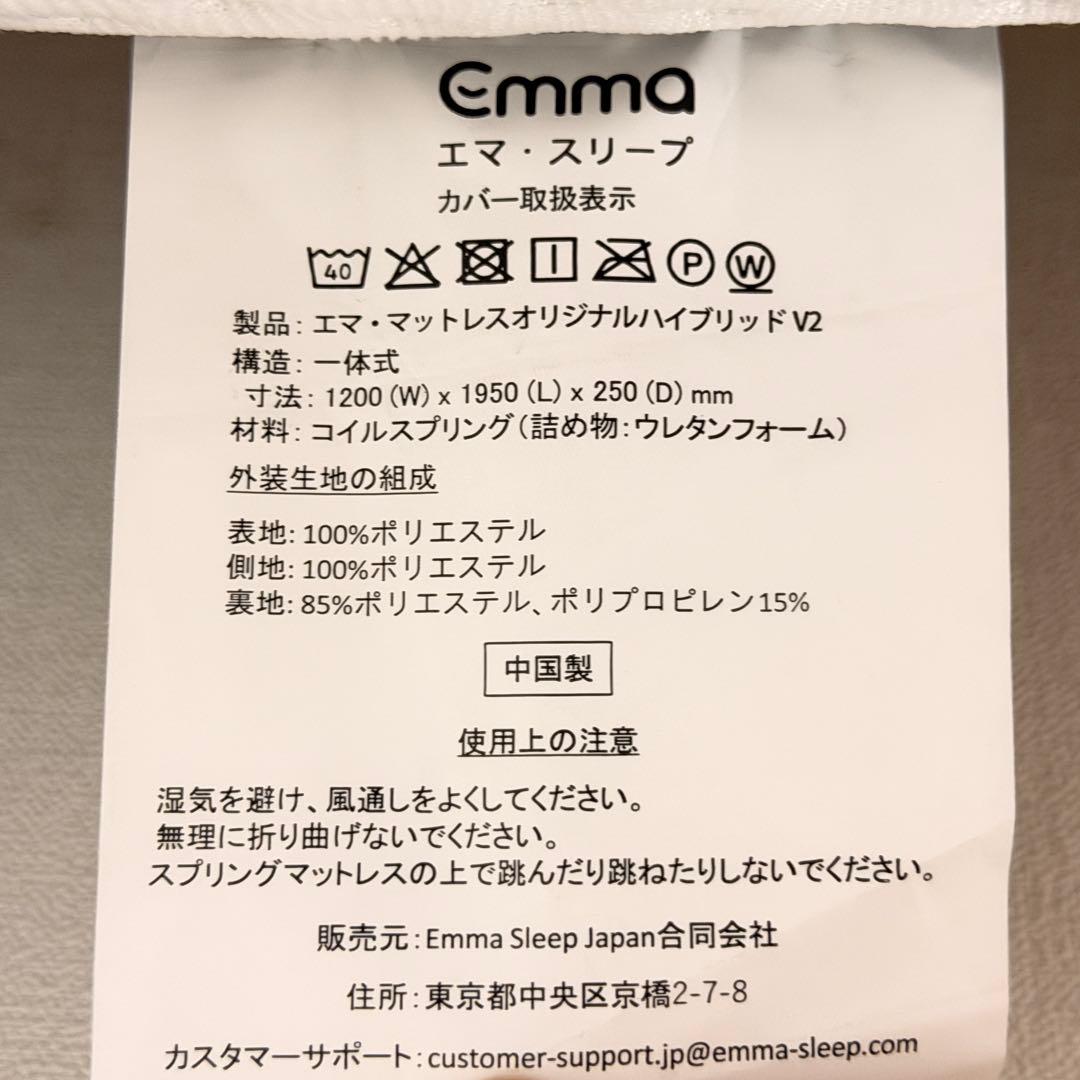 Emma
エマ・スリープ
カバー取扱表示
40 P W
製品: エマ・マットレスオリジナルハイブリッド V2
構造: 一体式
寸法: 1200 (W) x 1950 (L) x 250 (D) mm
材料: コイルスプリング(詰め物:ウレタンフォーム)
外装生地の組成
表地: 100%ポリエステル
側地: 100%ポリエステル
裏地: 85%ポリエステル、ポリプロピレン15%
中国製
使用上の注意
湿気を避け、風通しをよくしてください。
無理に折り曲げないでください。
スプリングマットレスの上で跳んだり跳ねたりしないでください。
販売元:Emma Sleep Japan合同会社
住所:東京都中央区京橋2-7-8
カスタマーサポート:customer-support.jp@emma-sleep.com